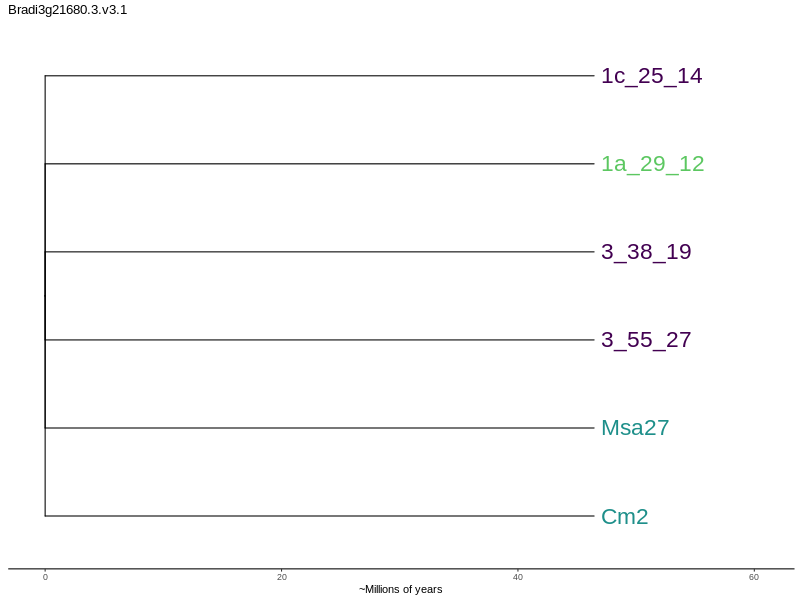 Bradi3g21680.3.v3.1
1c_25_14
1a_29_12
3_38_19
3_55_27
Msa27
Cm2
0 20 40 60
~Millions of years